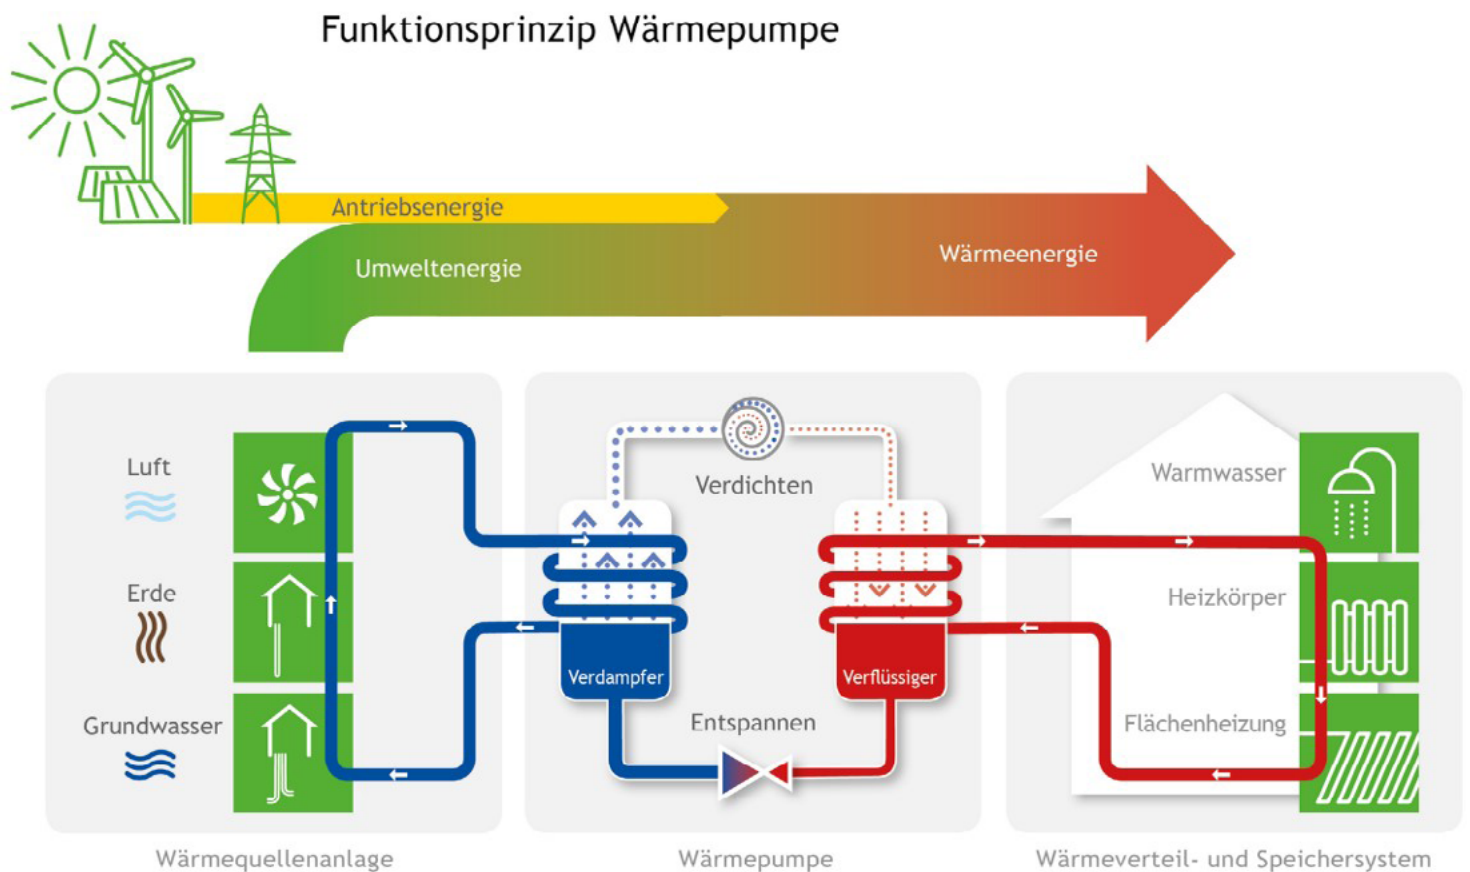 Funktionsprinzip Wärmepumpe
Antriebsenergie
Umweltenergie
Wärmeenergie
Luft
Erde
Grundwasser
Verdichten
Verdampfer
Verflüssiger
Entspannen
Warmwasser
Heizkörper
Flächenheizung
Wärmequellenanlage
Wärmepumpe
Wärmeverteil- und Speichersystem